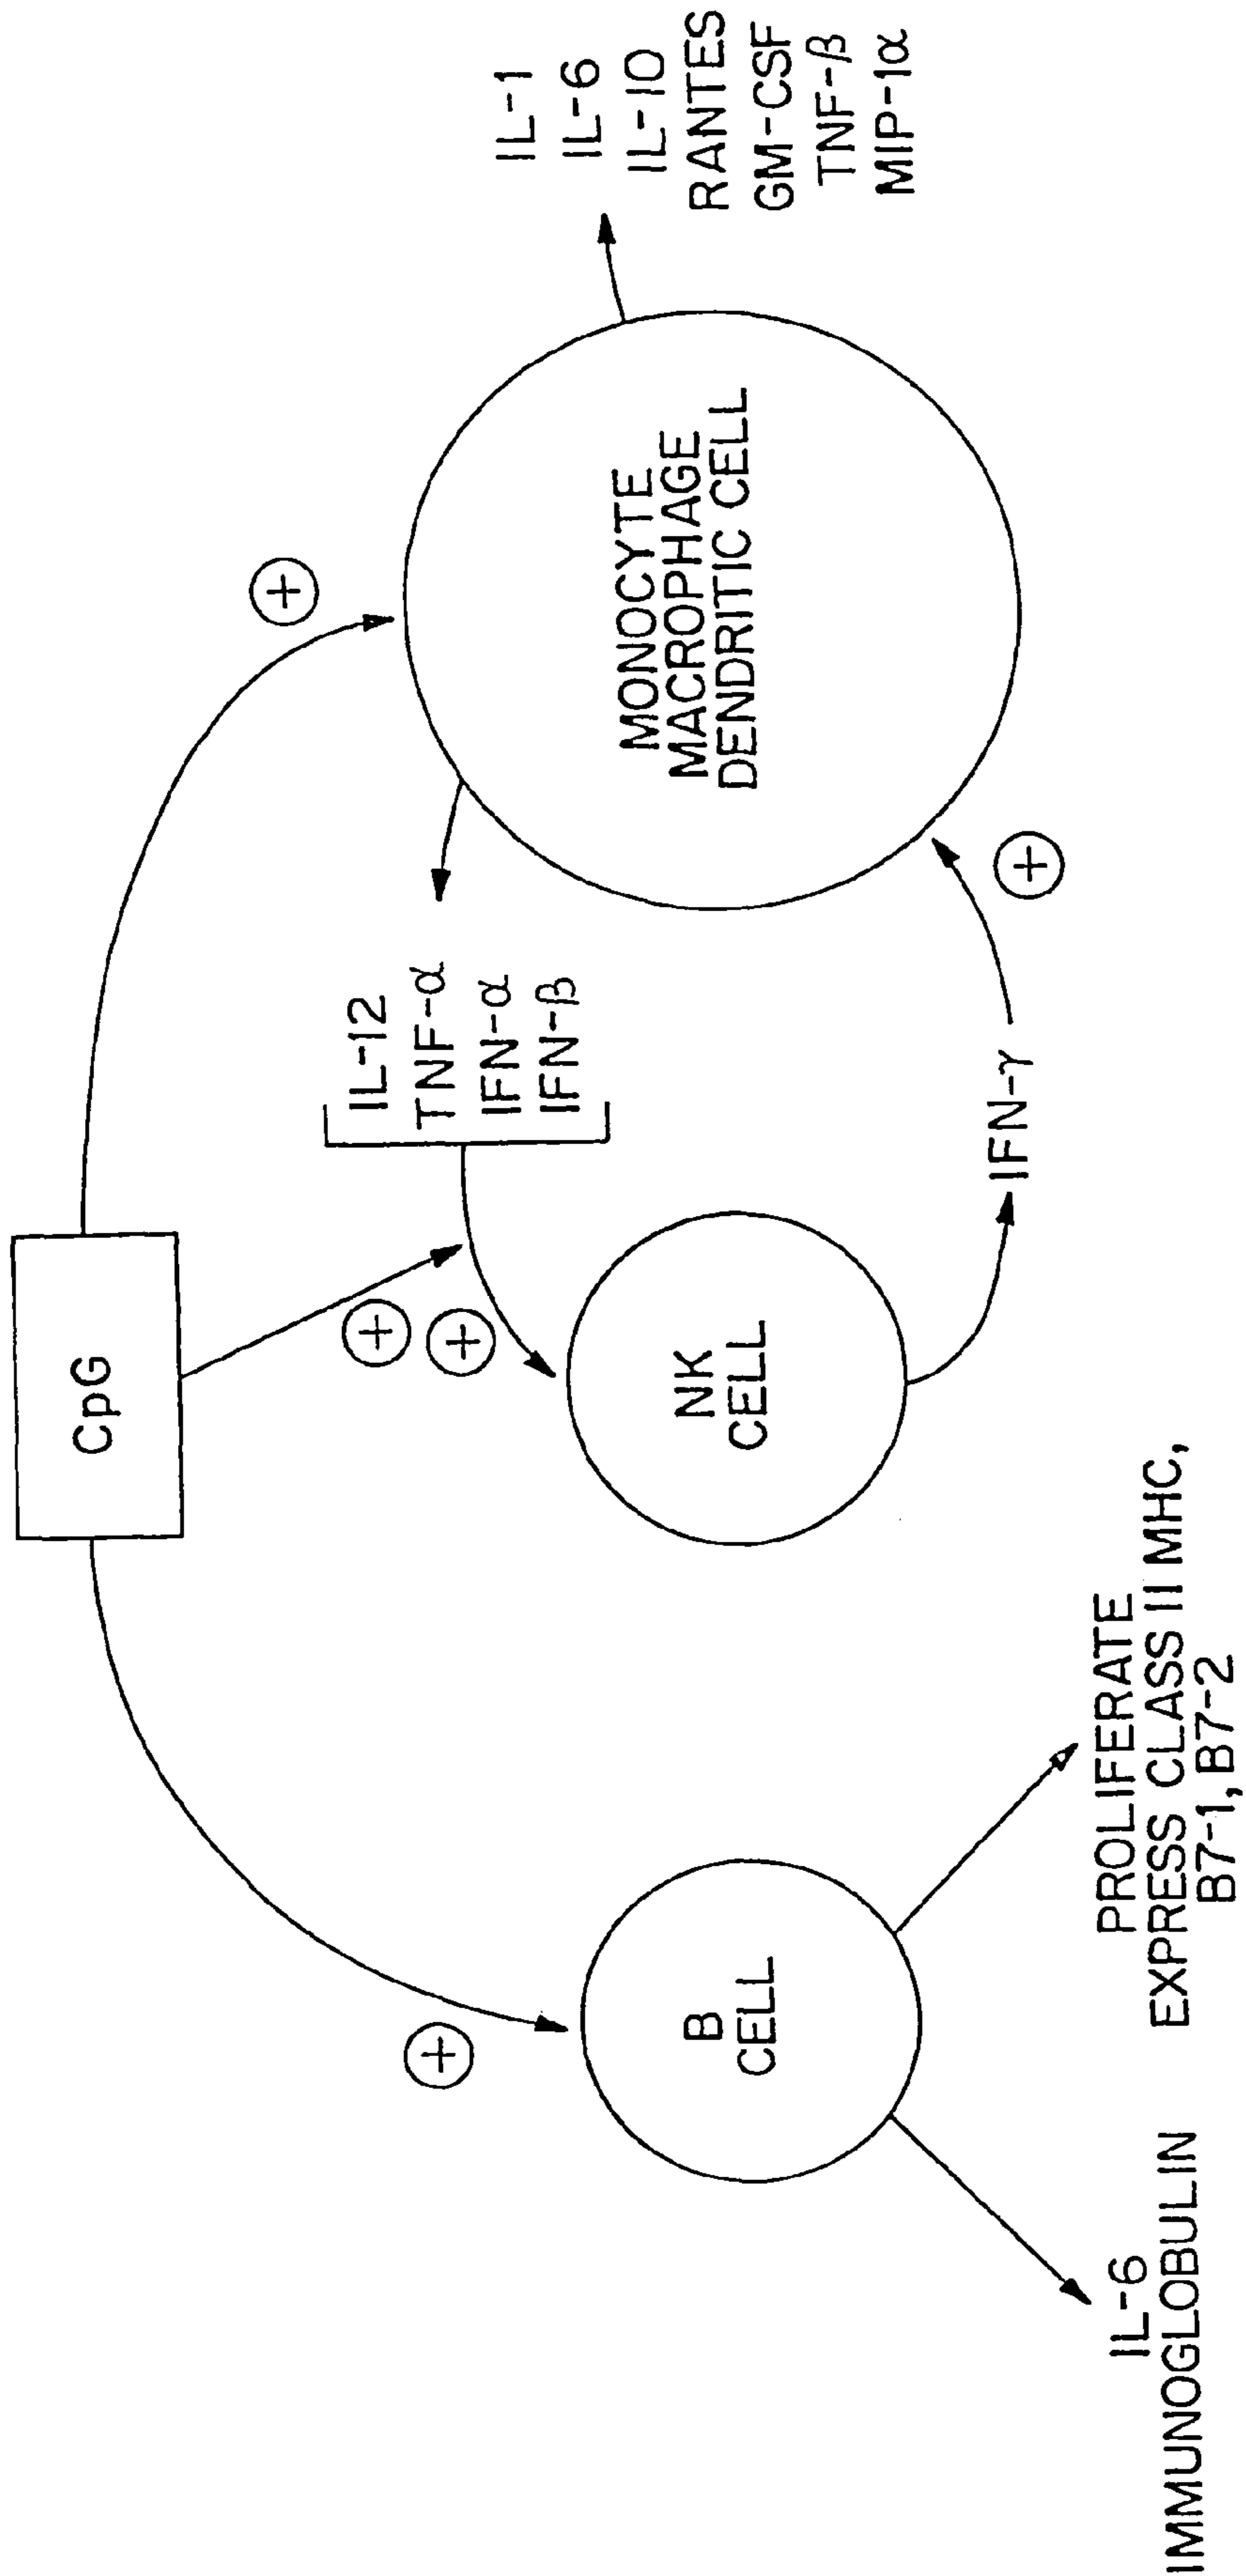 CpG
+
+
+
+
IL-12
TNF-α
IFN-α
IFN-β
IL-1
IL-6
IL-10
RANTES
GM-CSF
TNF-β
MIP-1α
MONOCYTE
MACROPHAGE
DENDRITIC CELL
NK
CELL
B
CELL
+
IFN-γ
IL-6
IMMUNOGLOBULIN
PROLIFERATE
EXPRESS CLASS II MHC,
B7-1, B7-2